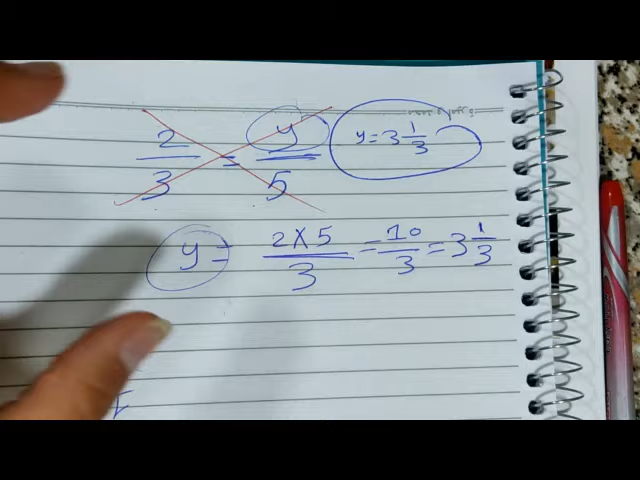 2/3 = y/5 y = 3 1/3
y = 2×5/3 = 10/3 = 3 1/3